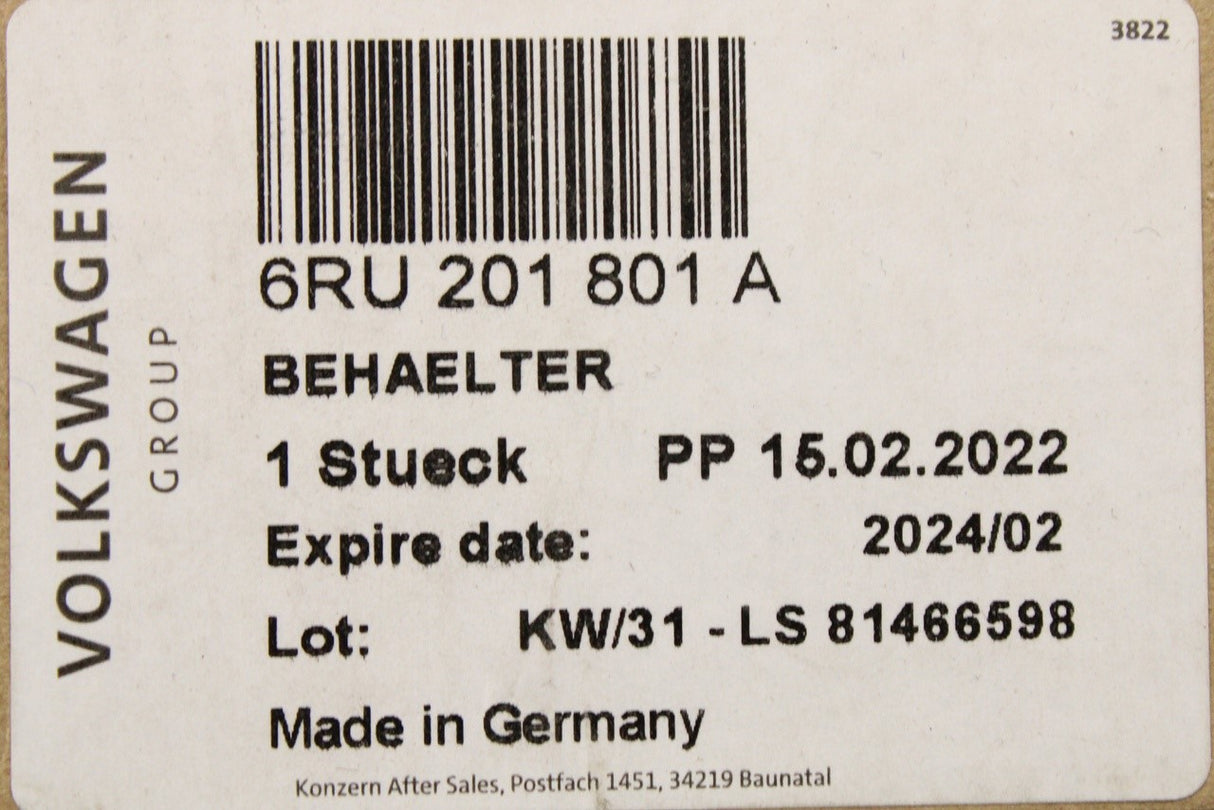 3822
VOLKSWAGEN
GROUP
6RU 201 801 A
BEHAELTER
1 Stueck PP 15.02.2022
Expire date: 2024/02
Lot: KW/31 - LS 81466598
Made in Germany
Konzern After Sales, Postfach 1451, 34219 Baunatal